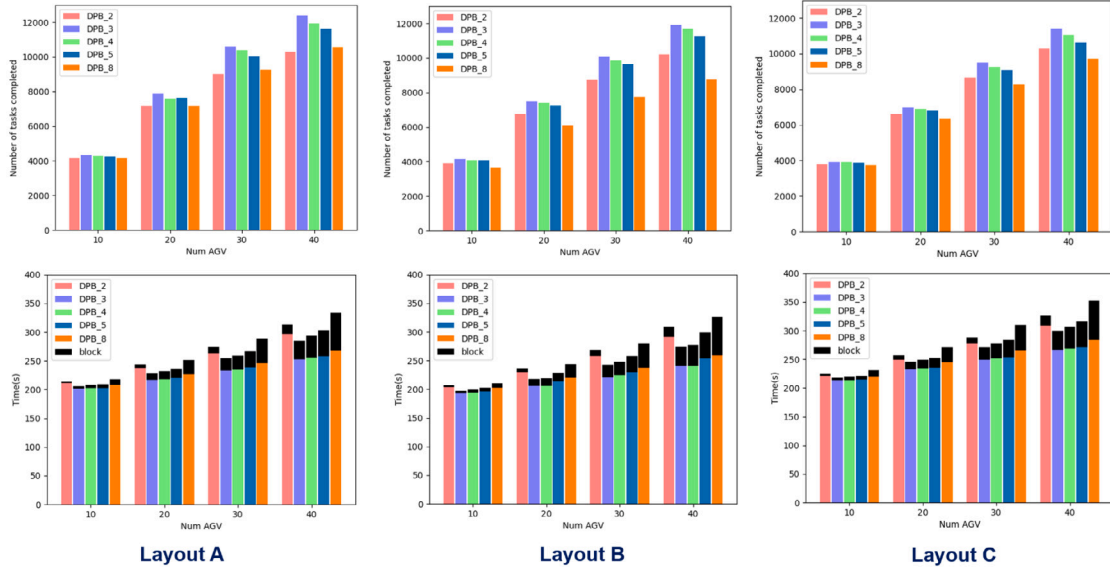 Number of tasks completed
12000
10000
8000
6000
4000
2000
0
DPB_2
DPB_3
DPB_4
DPB_5
DPB_8
10 20 30 40
Num AGV
Number of tasks completed
12000
10000
8000
6000
4000
2000
0
DPB_2
DPB_3
DPB_4
DPB_5
DPB_8
10 20 30 40
Num AGV
Number of tasks completed
12000
10000
8000
6000
4000
2000
0
DPB_2
DPB_3
DPB_4
DPB_5
DPB_8
10 20 30 40
Num AGV
Time(s)
400
350
300
250
200
150
100
50
0
DPB_2
DPB_3
DPB_4
DPB_5
DPB_8
block
10 20 30 40
Num AGV
Layout A
Time(s)
400
350
300
250
200
150
100
50
0
DPB_2
DPB_3
DPB_4
DPB_5
DPB_8
block
10 20 30 40
Num AGV
Layout B
Time(s)
400
350
300
250
200
150
100
50
0
DPB_2
DPB_3
DPB_4
DPB_5
DPB_8
block
10 20 30 40
Num AGV
Layout C